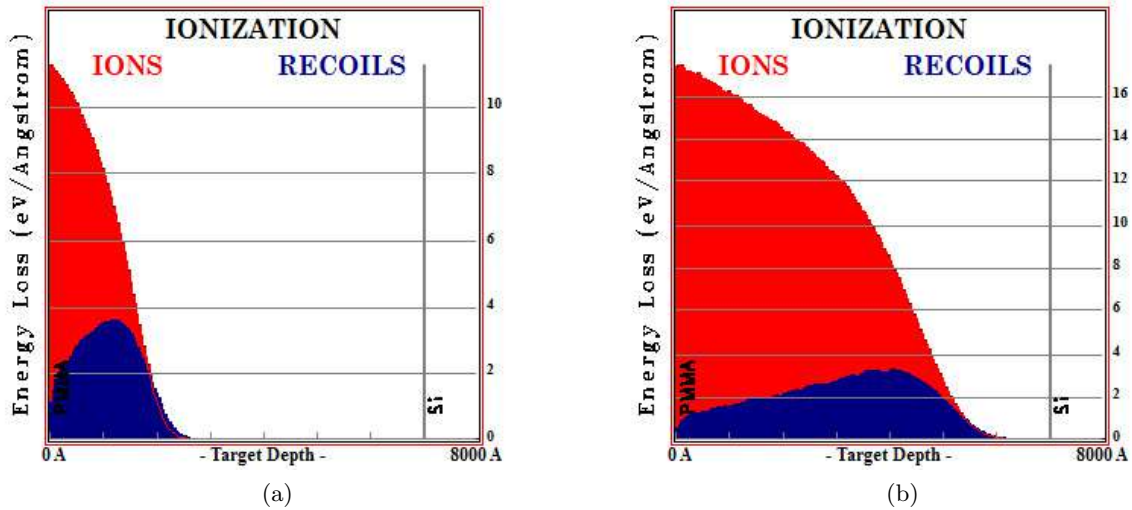 IONIZATION
IONS RECOILS
Energy Loss (eV/Angstrom)
10
8
6
4
2
0
PMMA
Si
0 A - Target Depth - 8000 A
(a)
IONIZATION
IONS RECOILS
Energy Loss (eV/Angstrom)
16
14
12
10
8
6
4
2
0
PMMA
Si
0 A - Target Depth - 8000 A
(b)